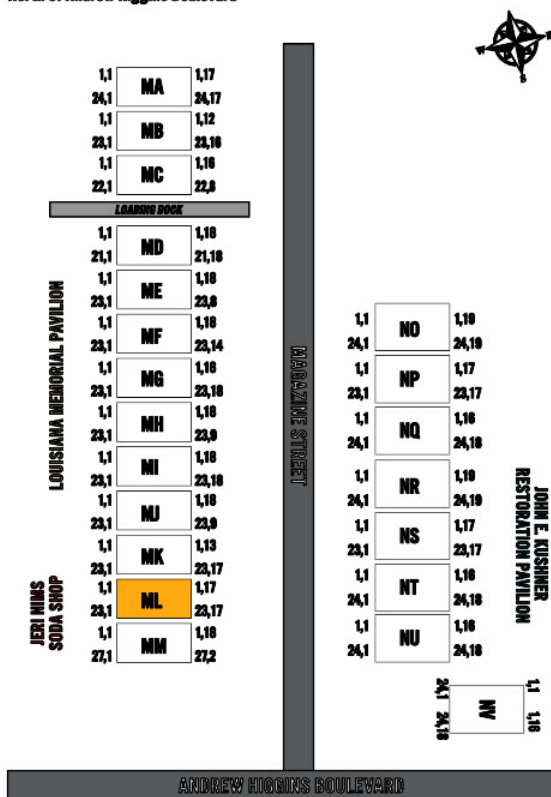 1,1 MA 1,17
24,1 24,17
1,1 MB 1,12
23,1 23,16
1,1 MC 1,16
22,1 22,8
LOADING DOCK
1,1 MD 1,18
21,1 21,18
1,1 ME 1,18
23,1 23,8
1,1 MF 1,18
23,1 23,14
1,1 MG 1,16
23,1 23,18
1,1 MH 1,18
23,1 23,9
1,1 MI 1,18
23,1 23,18
1,1 MJ 1,18
23,1 23,9
1,1 MK 1,13
23,1 23,17
1,1 ML 1,17
23,1 23,17
1,1 MM 1,18
27,1 27,2
LOUISIANA MEMORIAL PAVILION
JERI NIMS
SODA SHOP
MAGAZINE STREET
1,1 NO 1,19
24,1 24,19
1,1 NP 1,17
23,1 23,17
1,1 NQ 1,16
24,1 24,18
1,1 NR 1,19
24,1 24,19
1,1 NS 1,17
23,1 23,17
1,1 NT 1,16
24,1 24,18
1,1 NU 1,16
24,1 24,18
JOHN E. KUSHNER
RESTORATION PAVILION
24,1 NV 1,1
24,18 1,16
ANDREW HIGGINS BOULEVARD